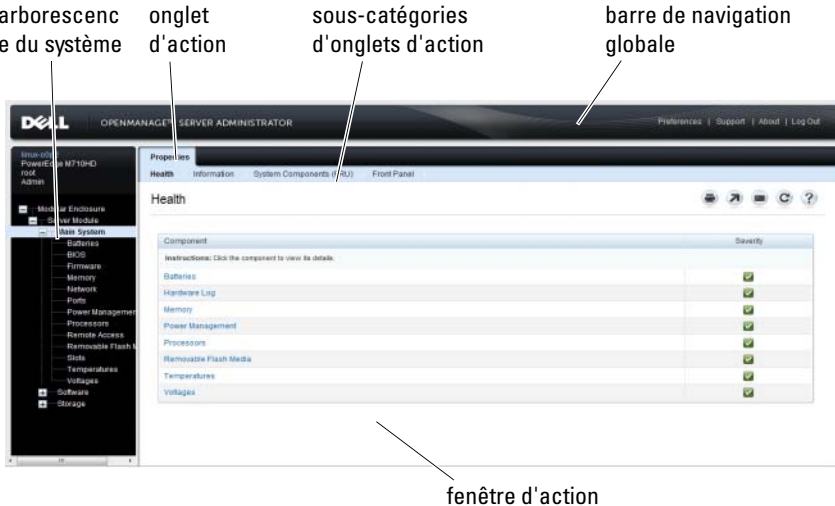 arborescenc
e du système
onglet
d'action
sous-catégories
d'onglets d'action
barre de navigation
globale
DELL OPENMANAGE™ SERVER ADMINISTRATOR
Preferences | Support | About | Log Out
PowerEdge M710HD
root
Admin
Properties
Health Information System Components (FRU) Front Panel
Health
Modular Enclosure
Server Module
Main System
Batteries
BIOS
Firmware
Memory
Network
Ports
Power Managemen
Processors
Remote Access
Removable Flash M
Slots
Temperatures
Voltages
Software
Storage
Component Severity
Instructions: Click the component to view its details.
Batteries
Hardware Log
Memory
Power Management
Processors
Removable Flash Media
Temperatures
Voltages
fenêtre d'action